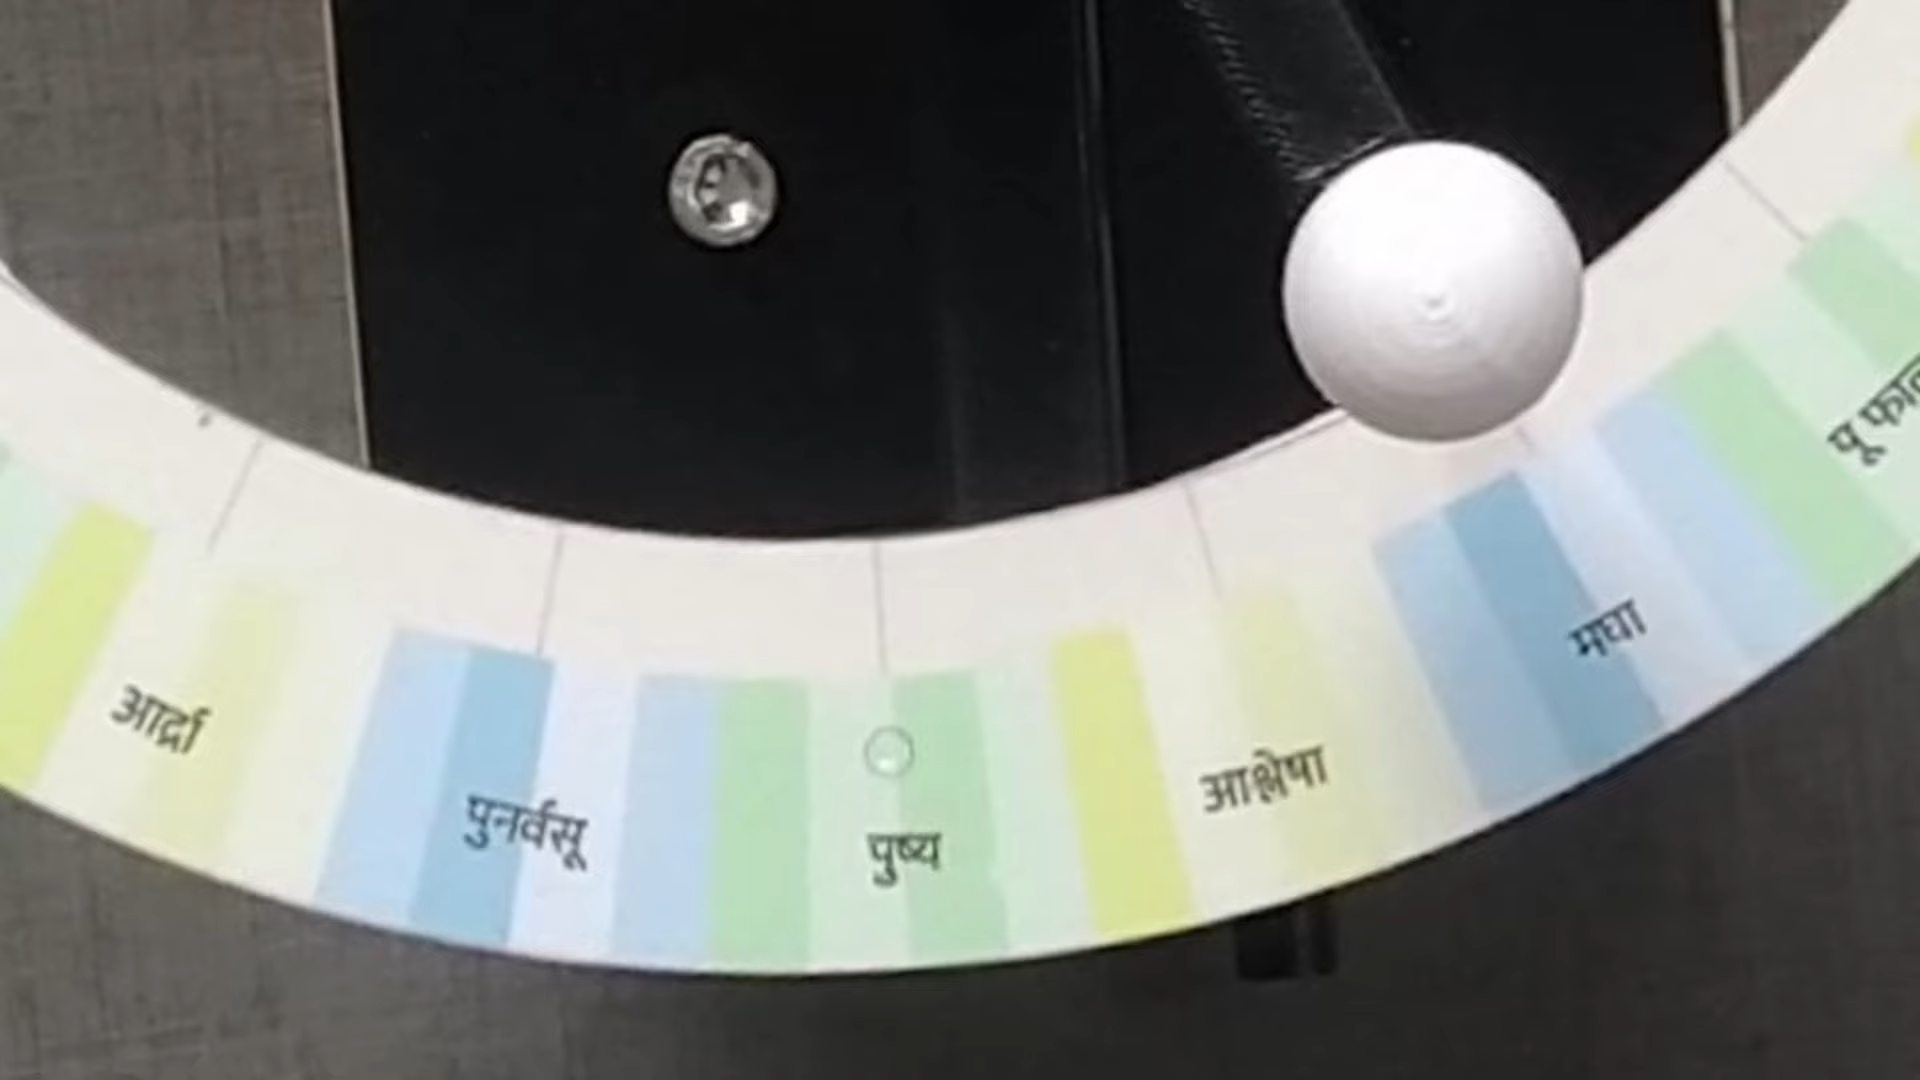 आर्द्रा
पुनर्वसू
पुष्य
आश्लेषा
मघा
पू